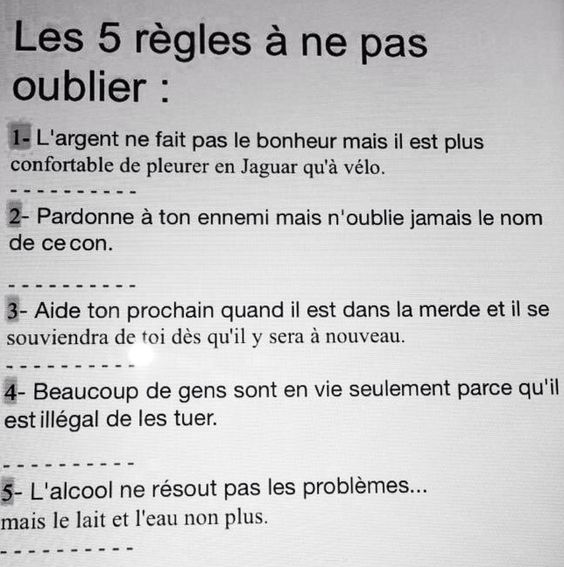 Les 5 règles à ne pas
oublier :
1- L'argent ne fait pas le bonheur mais il est plus
confortable de pleurer en Jaguar qu'à vélo.
- - - - - - - - - -
2- Pardonne à ton ennemi mais n'oublie jamais le nom
de ce con.
- - - - - - - - - -
3- Aide ton prochain quand il est dans la merde et il se
souviendra de toi dès qu'il y sera à nouveau.
- - - - - - - - - -
4- Beaucoup de gens sont en vie seulement parce qu'il
est illégal de les tuer.
- - - - - - - - - -
5- L'alcool ne résout pas les problèmes...
mais le lait et l'eau non plus.
- - - - - - - - - -